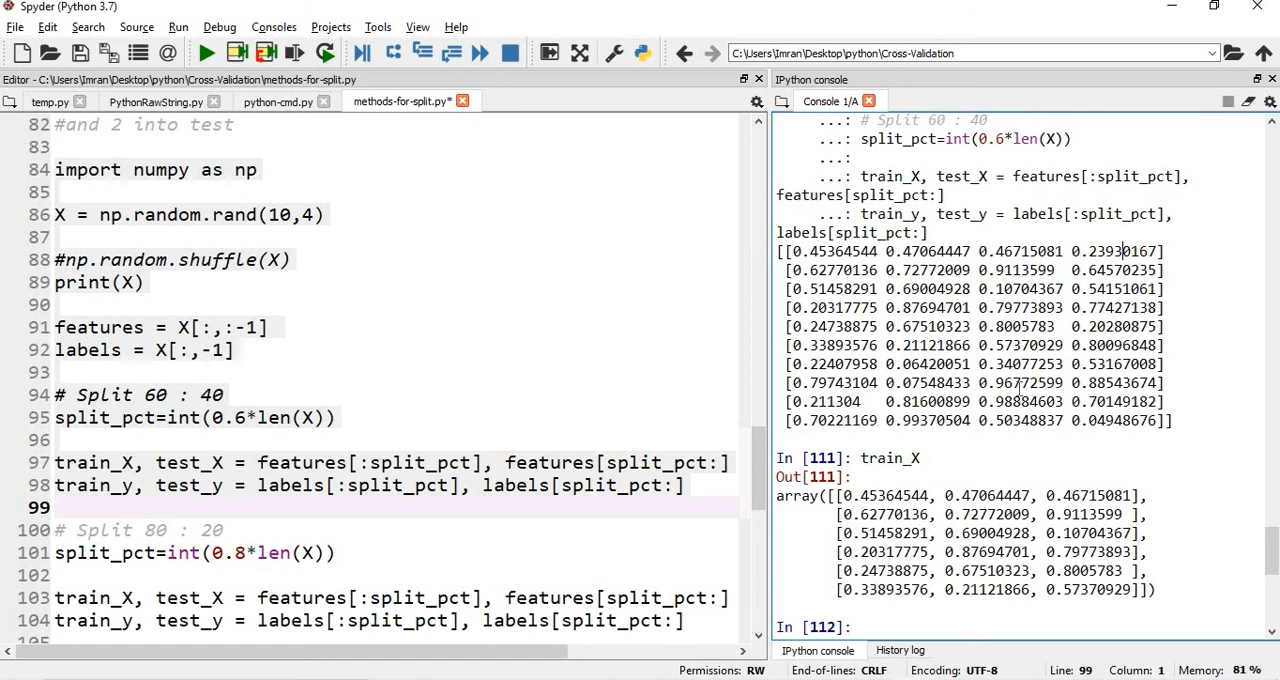 Spyder (Python 3.7)
File Edit Search Source Run Debug Consoles Projects Tools View Help
C:\Users\Imran\Desktop\python\Cross-Validation
Editor - C:\Users\Imran\Desktop\python\Cross-Validation\methods-for-split.py
temp.py PythonRawString.py python-cmd.py methods-for-split.py*
82 #and 2 into test
83
84 import numpy as np
85
86 X = np.random.rand(10,4)
87
88 #np.random.shuffle(X)
89 print(X)
90
91 features = X[:,:-1]
92 labels = X[:,-1]
93
94 # Split 60 : 40
95 split_pct=int(0.6*len(X))
96
97 train_X, test_X = features[:split_pct], features[split_pct:]
98 train_y, test_y = labels[:split_pct], labels[split_pct:]
99
100 # Split 80 : 20
101 split_pct=int(0.8*len(X))
102
103 train_X, test_X = features[:split_pct], features[split_pct:]
104 train_y, test_y = labels[:split_pct], labels[split_pct:]
105
IPython console
Console 1/A
...: # Split 60 : 40
...: split_pct=int(0.6*len(X))
...:
...: train_X, test_X = features[:split_pct],
features[split_pct:]
...: train_y, test_y = labels[:split_pct],
labels[split_pct:]
[[0.45364544 0.47064447 0.46715081 0.23930167]
[0.62770136 0.72772009 0.9113599 0.64570235]
[0.51458291 0.69004928 0.10704367 0.54151061]
[0.20317775 0.87694701 0.79773893 0.77427138]
[0.24738875 0.67510323 0.8005783 0.20280875]
[0.33893576 0.21121866 0.57370929 0.80096848]
[0.22407958 0.06420051 0.34077253 0.53167008]
[0.79743104 0.07548433 0.96772599 0.88543674]
[0.211304 0.81600899 0.98884603 0.70149182]
[0.70221169 0.99370504 0.50348837 0.04948676]]
In [111]: train_X
Out[111]:
array([[0.45364544, 0.47064447, 0.46715081],
[0.62770136, 0.72772009, 0.9113599 ],
[0.51458291, 0.69004928, 0.10704367],
[0.20317775, 0.87694701, 0.79773893],
[0.24738875, 0.67510323, 0.8005783 ],
[0.33893576, 0.21121866, 0.57370929]])
In [112]:
IPython console History log
Permissions: RW End-of-lines: CRLF Encoding: UTF-8 Line: 99 Column: 1 Memory: 81 %